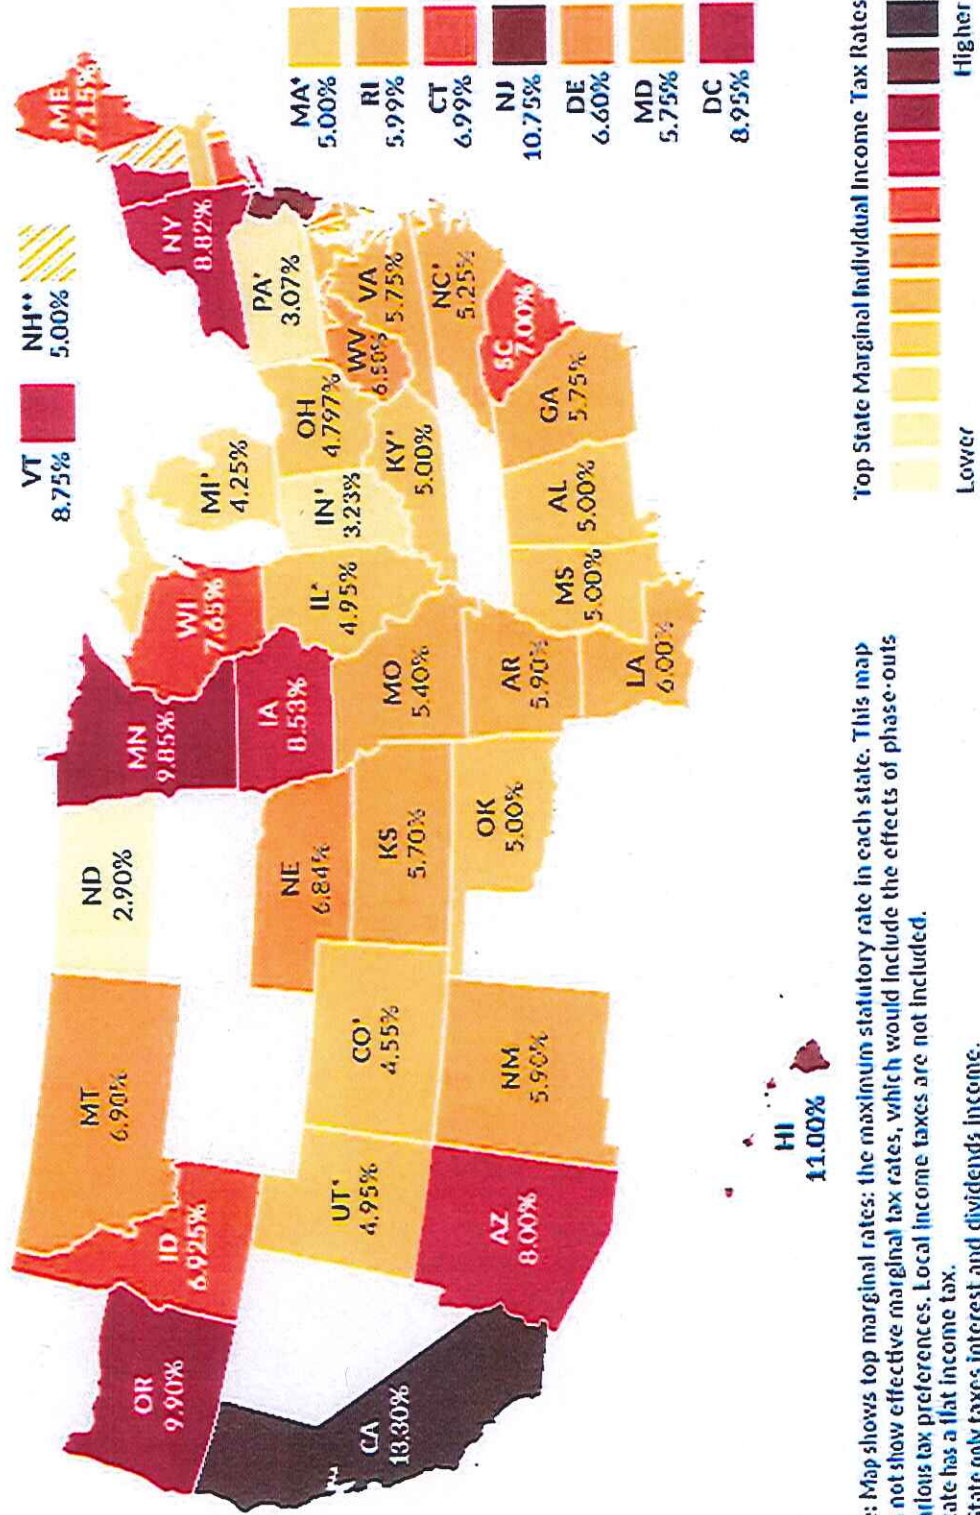 VT
8.75%
NH**
5.00%
ME
7.15%
NY
8.82%
MA*
5.00%
RI
5.99%
CT
6.99%
NJ
10.75%
DE
6.60%
MD
5.75%
DC
8.95%
OR
9.90%
ID
6.925%
MT
6.90%
ND
2.90%
MN
9.85%
WI
7.65%
MI*
4.25%
PA*
3.07%
CA
13.30%
UT*
4.95%
CO*
4.55%
NE
6.84%
IA
8.53%
IL*
4.95%
IN*
3.23%
OH
4.797%
WV
6.50%
VA
5.75%
AZ
8.00%
NM
5.90%
KS
5.70%
MO
5.40%
KY*
5.00%
NC*
5.25%
OK
5.00%
AR
5.90%
SC
7.00%
LA
6.00%
MS
5.00%
AL
5.00%
GA
5.75%
HI
11.00%
: Map shows top marginal rates: the maximum statutory rate in each state. This map
not show effective marginal tax rates, which would include the effects of phase-outs
tax preferences. Local income taxes are not included.
has a flat income tax.
State only taxes interest and dividends income.
Top State Marginal Individual Income Tax Rates
Lower
Higher